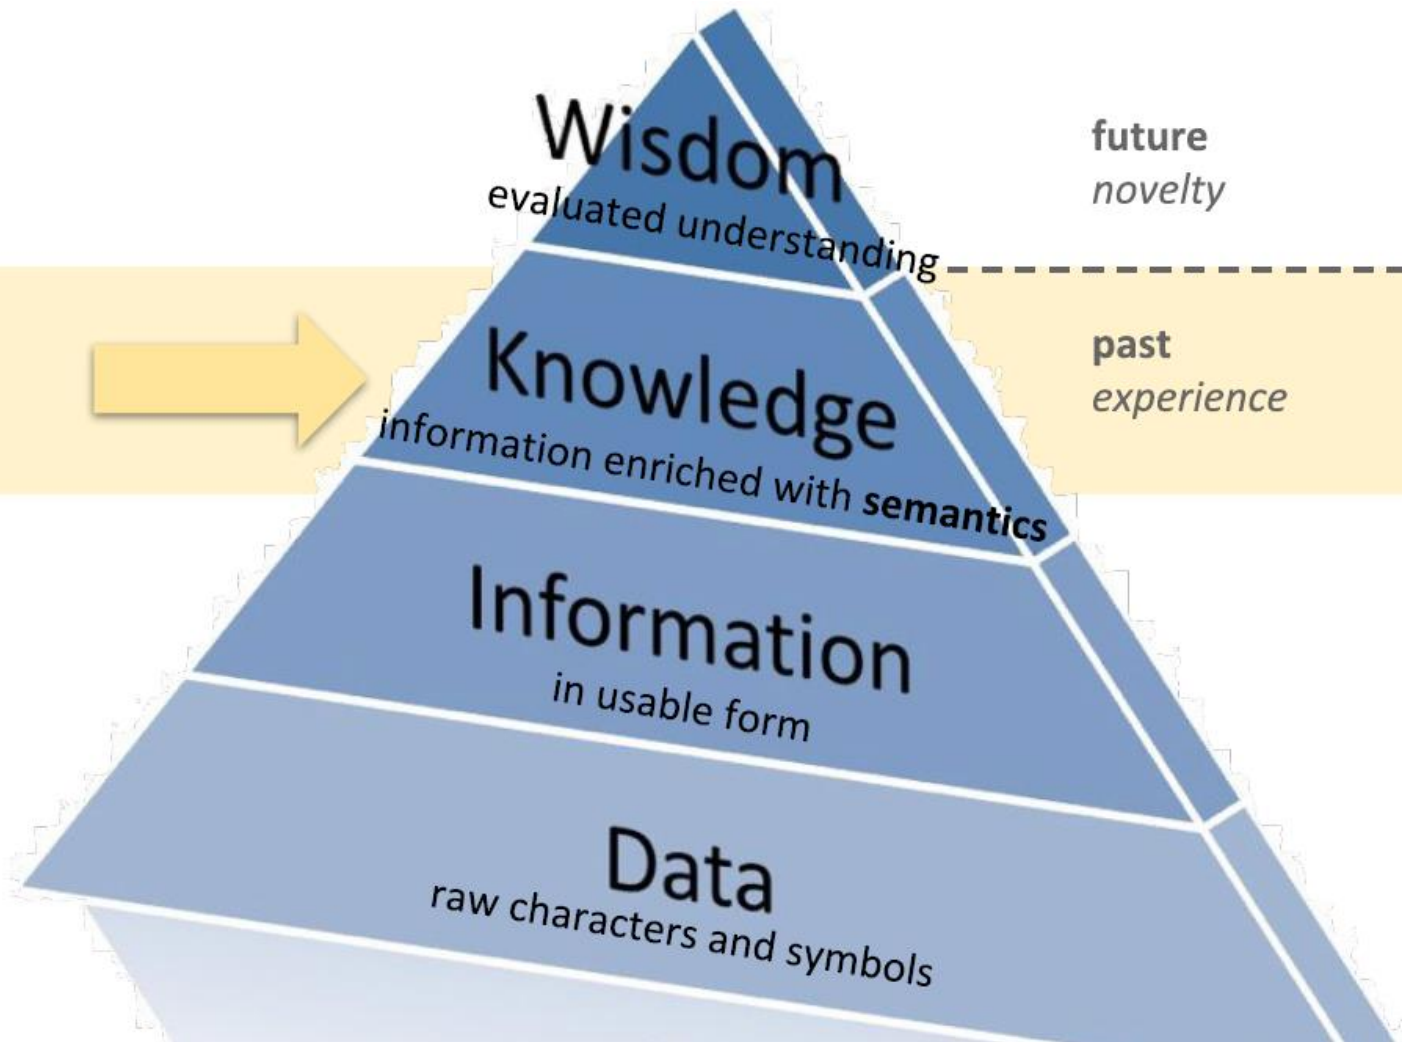 Wisdom
evaluated understanding
future
novelty
Knowledge
information enriched with semantics
past
experience
Information
in usable form
Data
raw characters and symbols